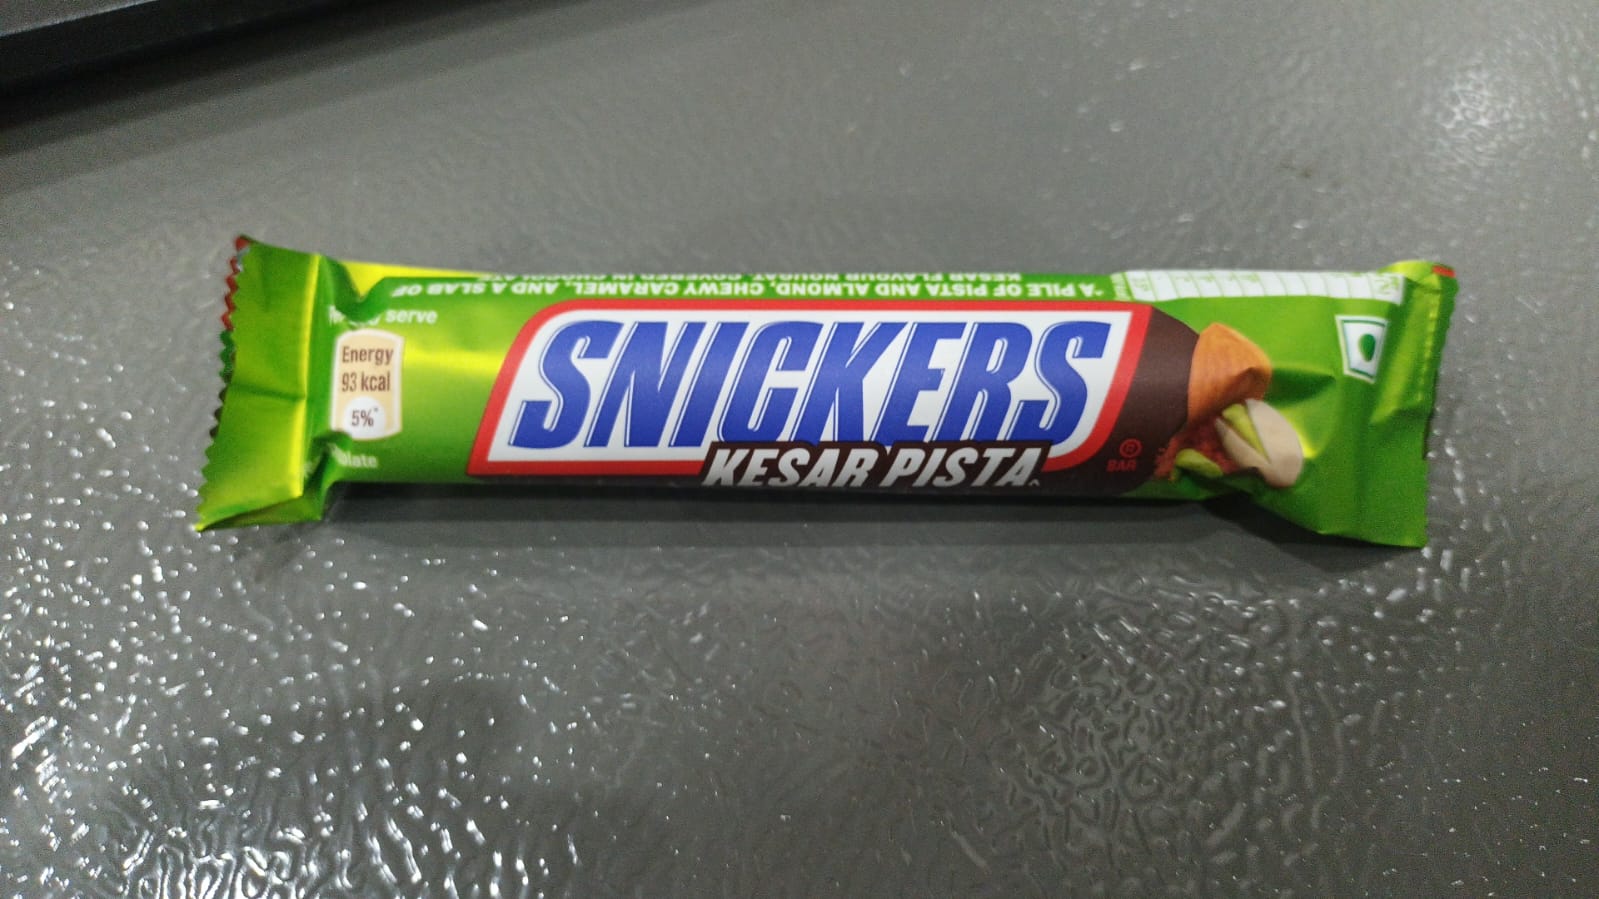 *A PILE OF PISTA AND ALMOND, CHEWY CARAMEL, AND A SLAB OF
KESAR FLAVOUR NOUGAT, COVERED IN CHOCOLATE
serve
Energy
93 kcal
5%*
SNICKERS
KESAR PISTA
®
BAR